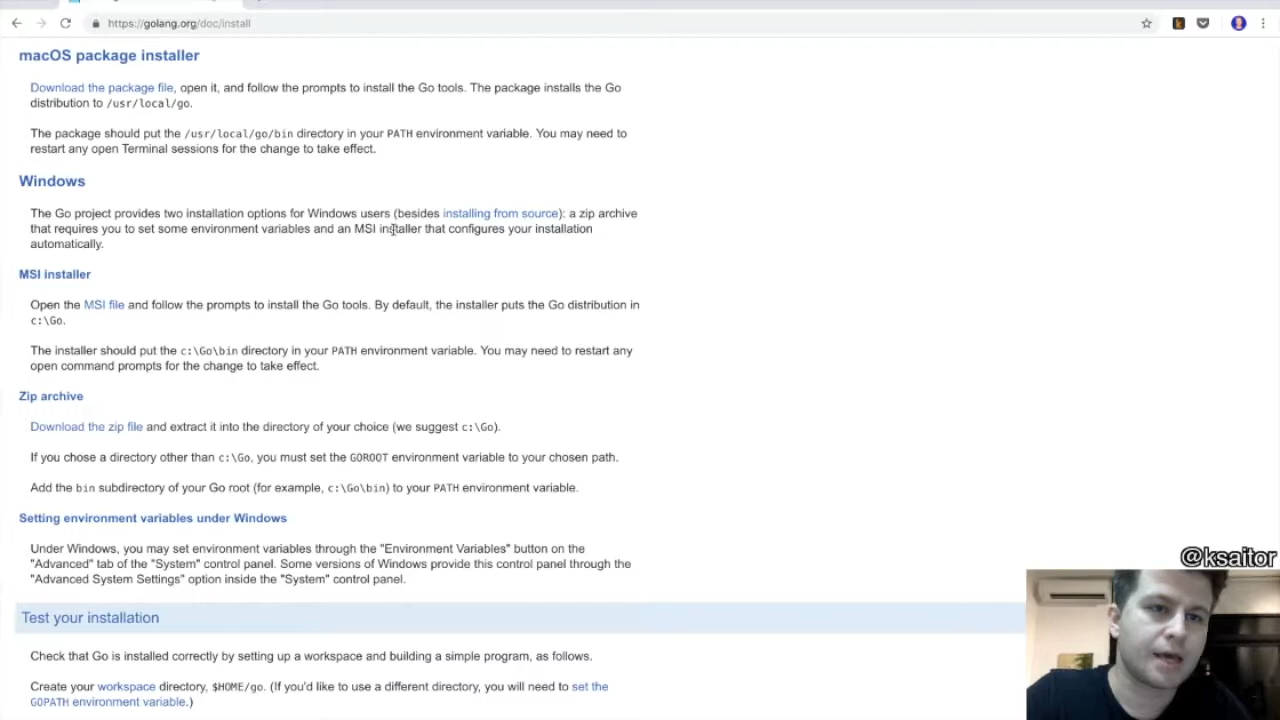 https://golang.org/doc/install
macOS package installer
Download the package file, open it, and follow the prompts to install the Go tools. The package installs the Go
distribution to /usr/local/go.
The package should put the /usr/local/go/bin directory in your PATH environment variable. You may need to
restart any open Terminal sessions for the change to take effect.
Windows
The Go project provides two installation options for Windows users (besides installing from source): a zip archive
that requires you to set some environment variables and an MSI installer that configures your installation
automatically.
MSI installer
Open the MSI file and follow the prompts to install the Go tools. By default, the installer puts the Go distribution in
c:\Go.
The installer should put the c:\Go\bin directory in your PATH environment variable. You may need to restart any
open command prompts for the change to take effect.
Zip archive
Download the zip file and extract it into the directory of your choice (we suggest c:\Go).
If you chose a directory other than c:\Go, you must set the GOROOT environment variable to your chosen path.
Add the bin subdirectory of your Go root (for example, c:\Go\bin) to your PATH environment variable.
Setting environment variables under Windows
Under Windows, you may set environment variables through the "Environment Variables" button on the
"Advanced" tab of the "System" control panel. Some versions of Windows provide this control panel through the
"Advanced System Settings" option inside the "System" control panel.
@ksaitor
Test your installation
Check that Go is installed correctly by setting up a workspace and building a simple program, as follows.
Create your workspace directory, $HOME/go. (If you'd like to use a different directory, you will need to set the
GOPATH environment variable.)